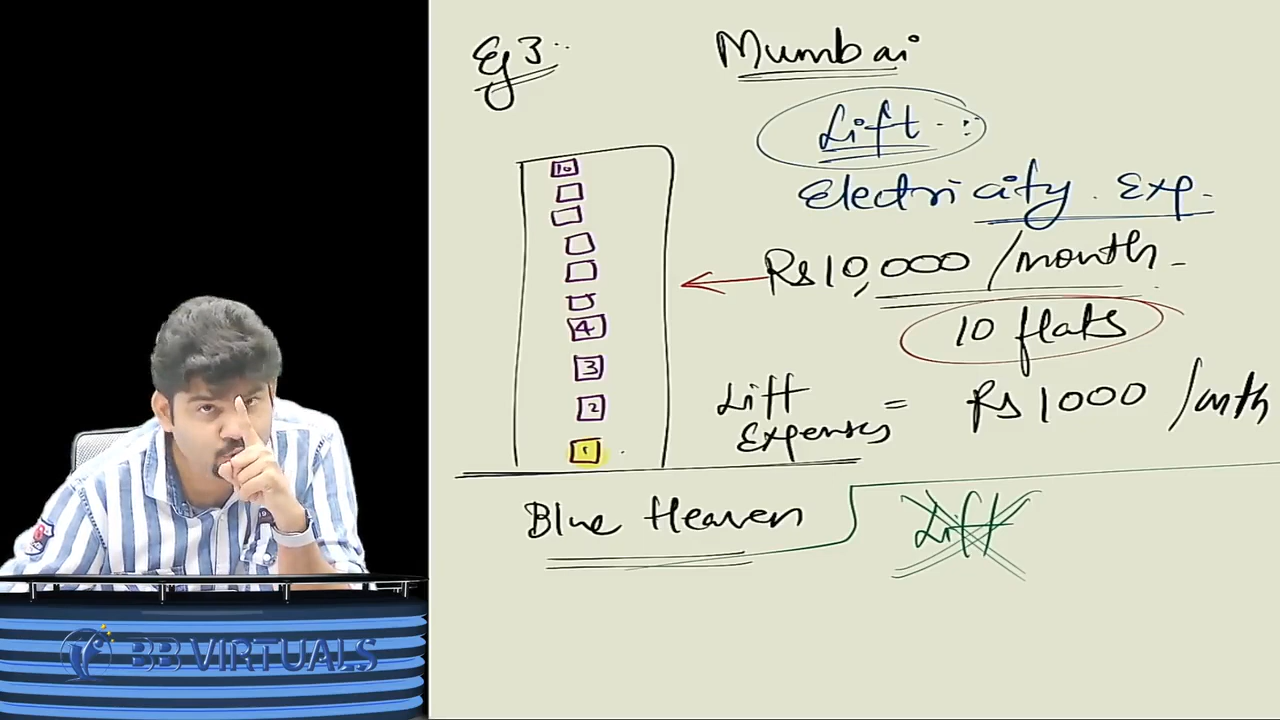 Eg 3..
Mumbai
Lift..:
Electricity. Exp.
Rs 10,000 /month.
10 flats
Lift Expenses = Rs 1000 /mth
10
4
3
2
1
Blue Heaven
Lift
BB VIRTUALS